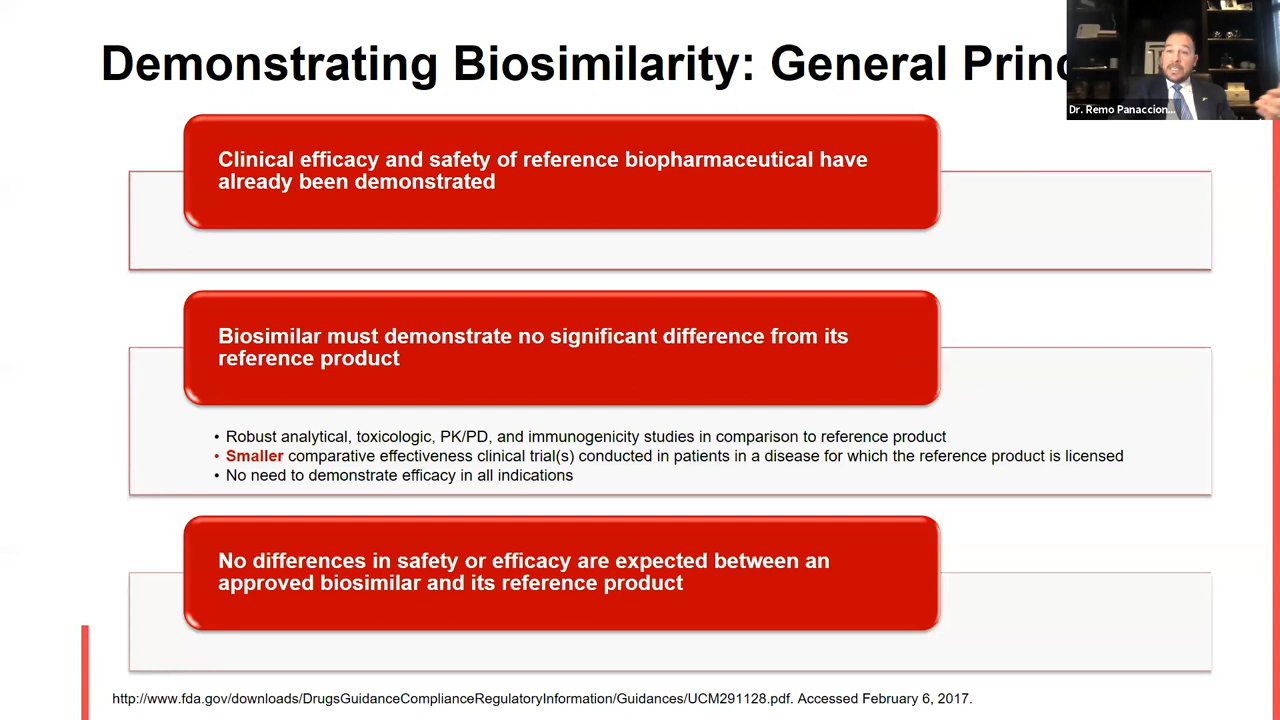 Demonstrating Biosimilarity: General Princ
Dr. Remo Panaccion...
Clinical efficacy and safety of reference biopharmaceutical have
already been demonstrated
Biosimilar must demonstrate no significant difference from its
reference product
• Robust analytical, toxicologic, PK/PD, and immunogenicity studies in comparison to reference product
• Smaller comparative effectiveness clinical trial(s) conducted in patients in a disease for which the reference product is licensed
• No need to demonstrate efficacy in all indications
No differences in safety or efficacy are expected between an
approved biosimilar and its reference product
http://www.fda.gov/downloads/DrugsGuidanceComplianceRegulatoryInformation/Guidances/UCM291128.pdf. Accessed February 6, 2017.